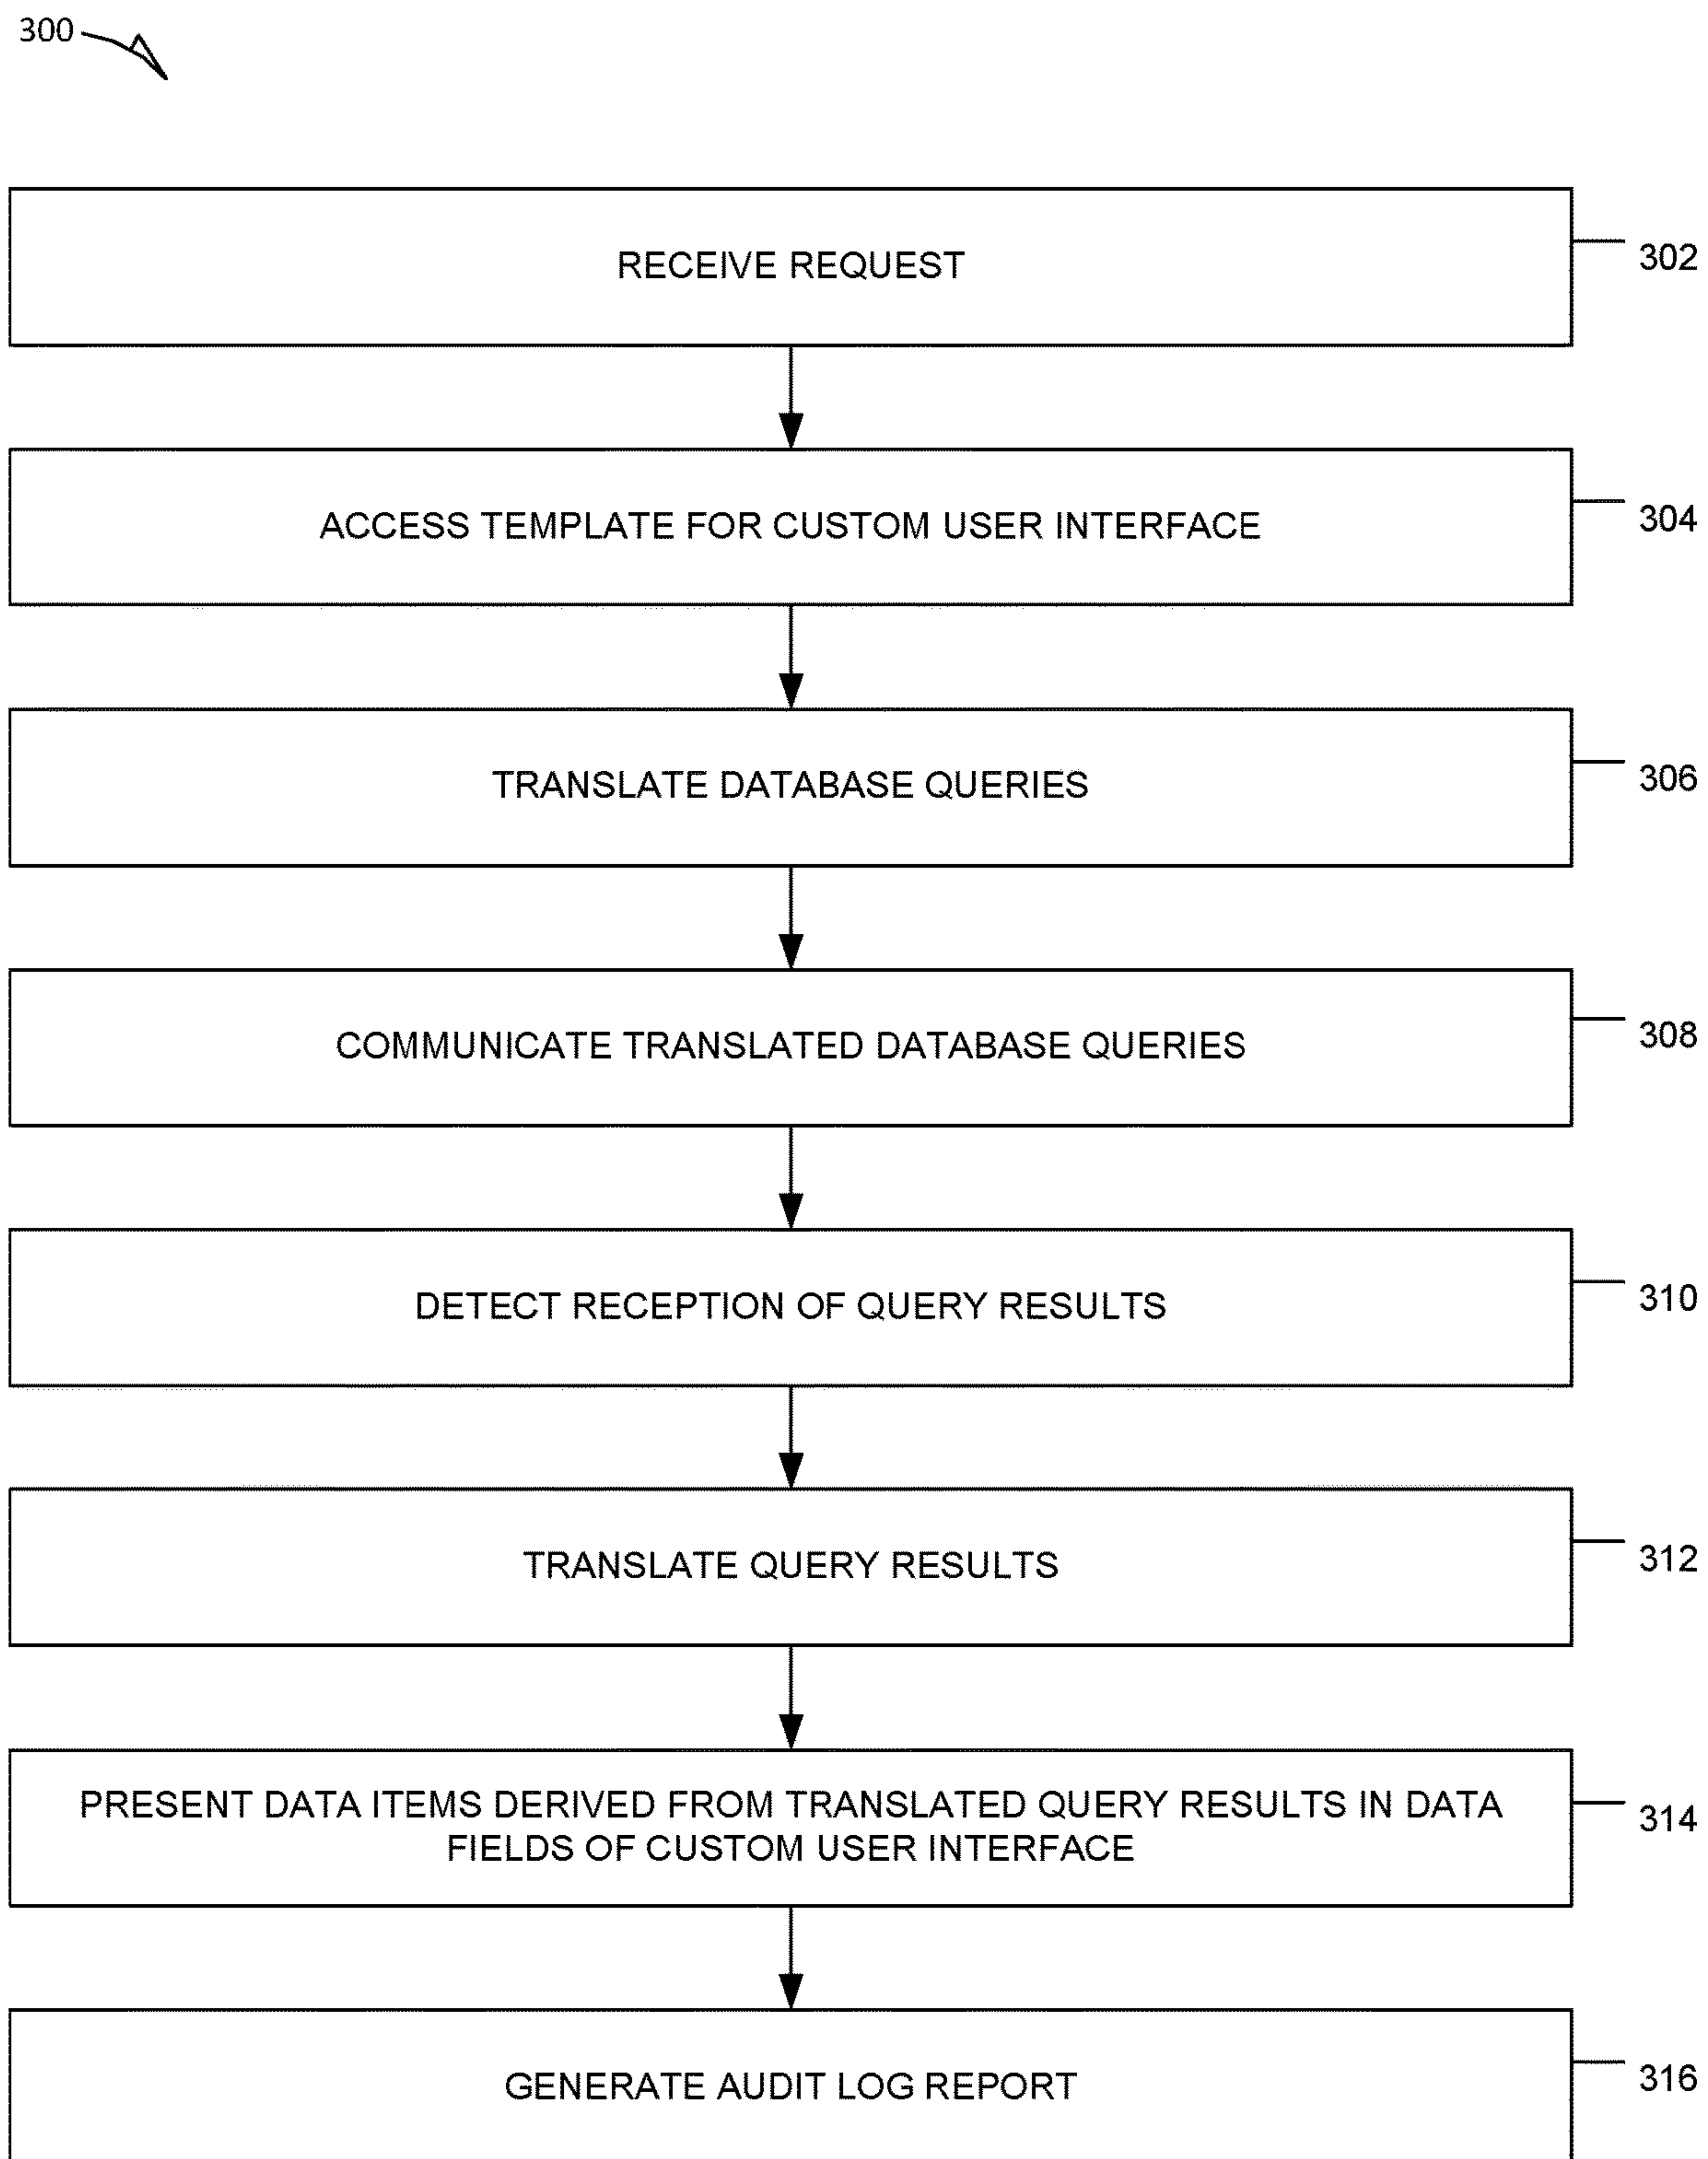 300
RECEIVE REQUEST
302
ACCESS TEMPLATE FOR CUSTOM USER INTERFACE
304
TRANSLATE DATABASE QUERIES
306
COMMUNICATE TRANSLATED DATABASE QUERIES
308
DETECT RECEPTION OF QUERY RESULTS
310
TRANSLATE QUERY RESULTS
312
PRESENT DATA ITEMS DERIVED FROM TRANSLATED QUERY RESULTS IN DATA
FIELDS OF CUSTOM USER INTERFACE
314
GENERATE AUDIT LOG REPORT
316